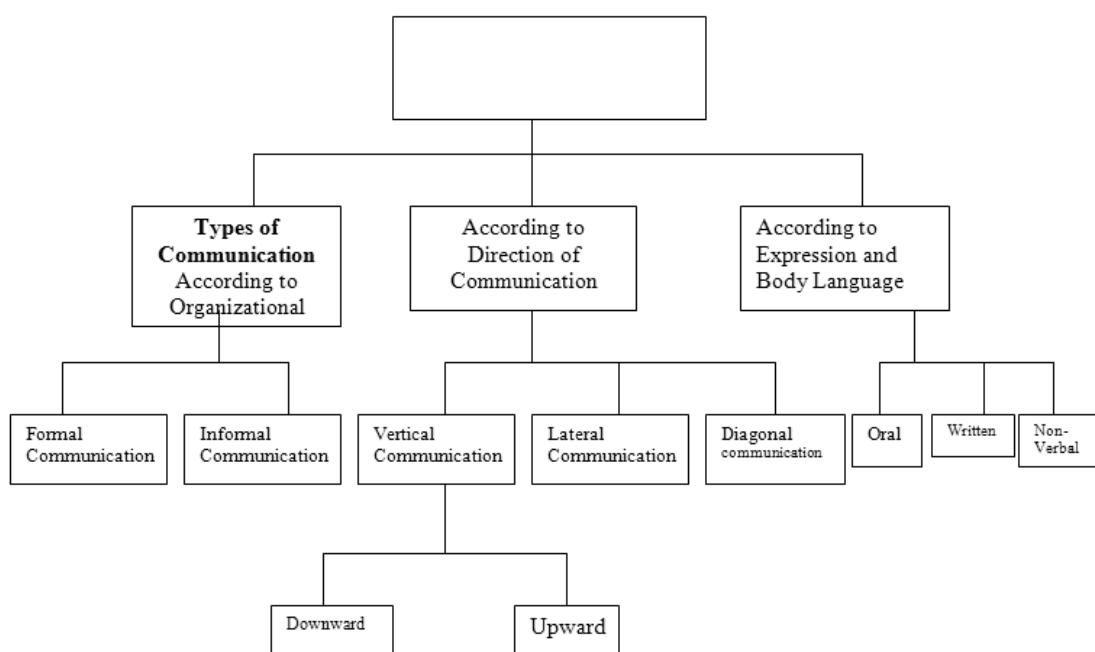 Types of
Communication
According to
Organizational
According to
Direction of
Communication
According to
Expression and
Body Language
Formal
Communication
Informal
Communication
Vertical
Communication
Lateral
Communication
Diagonal
communication
Oral
Written
Non-
Verbal
Downward
Upward